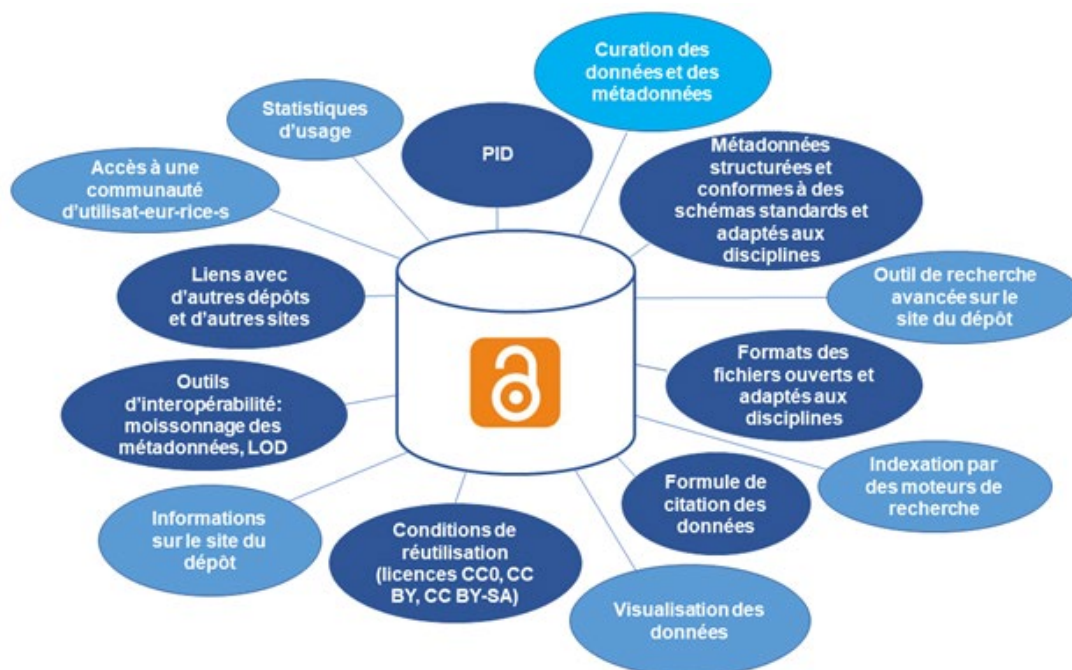 Curation des
données et des
métadonnées
Statistiques
d'usage
PID
Métadonnées
structurées et
conformes à des
schémas standards et
adaptés aux
disciplines
Accès à une
communauté
d'utilisat-eur-rice-s
Liens avec
d'autres dépôts
et d'autres sites
Outil de recherche
avancée sur le
site du dépôt
Formats des
fichiers ouverts et
adaptés aux
disciplines
Outils
d'interopérabilité:
moissonnage des
métadonnées, LOD
Indexation par
des moteurs de
recherche
Formule de
citation des
données
Informations
sur le site du
dépôt
Conditions de
réutilisation
(licences CC0, CC
BY, CC BY-SA)
Visualisation des
données